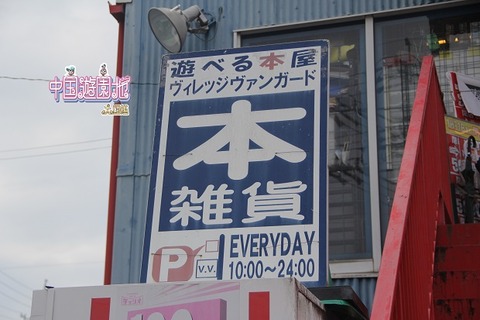 遊べる本屋
ヴィレッジヴァンガード
本
雑貨
P
V.V.
EVERYDAY
10:00～24:00
中国遊園北